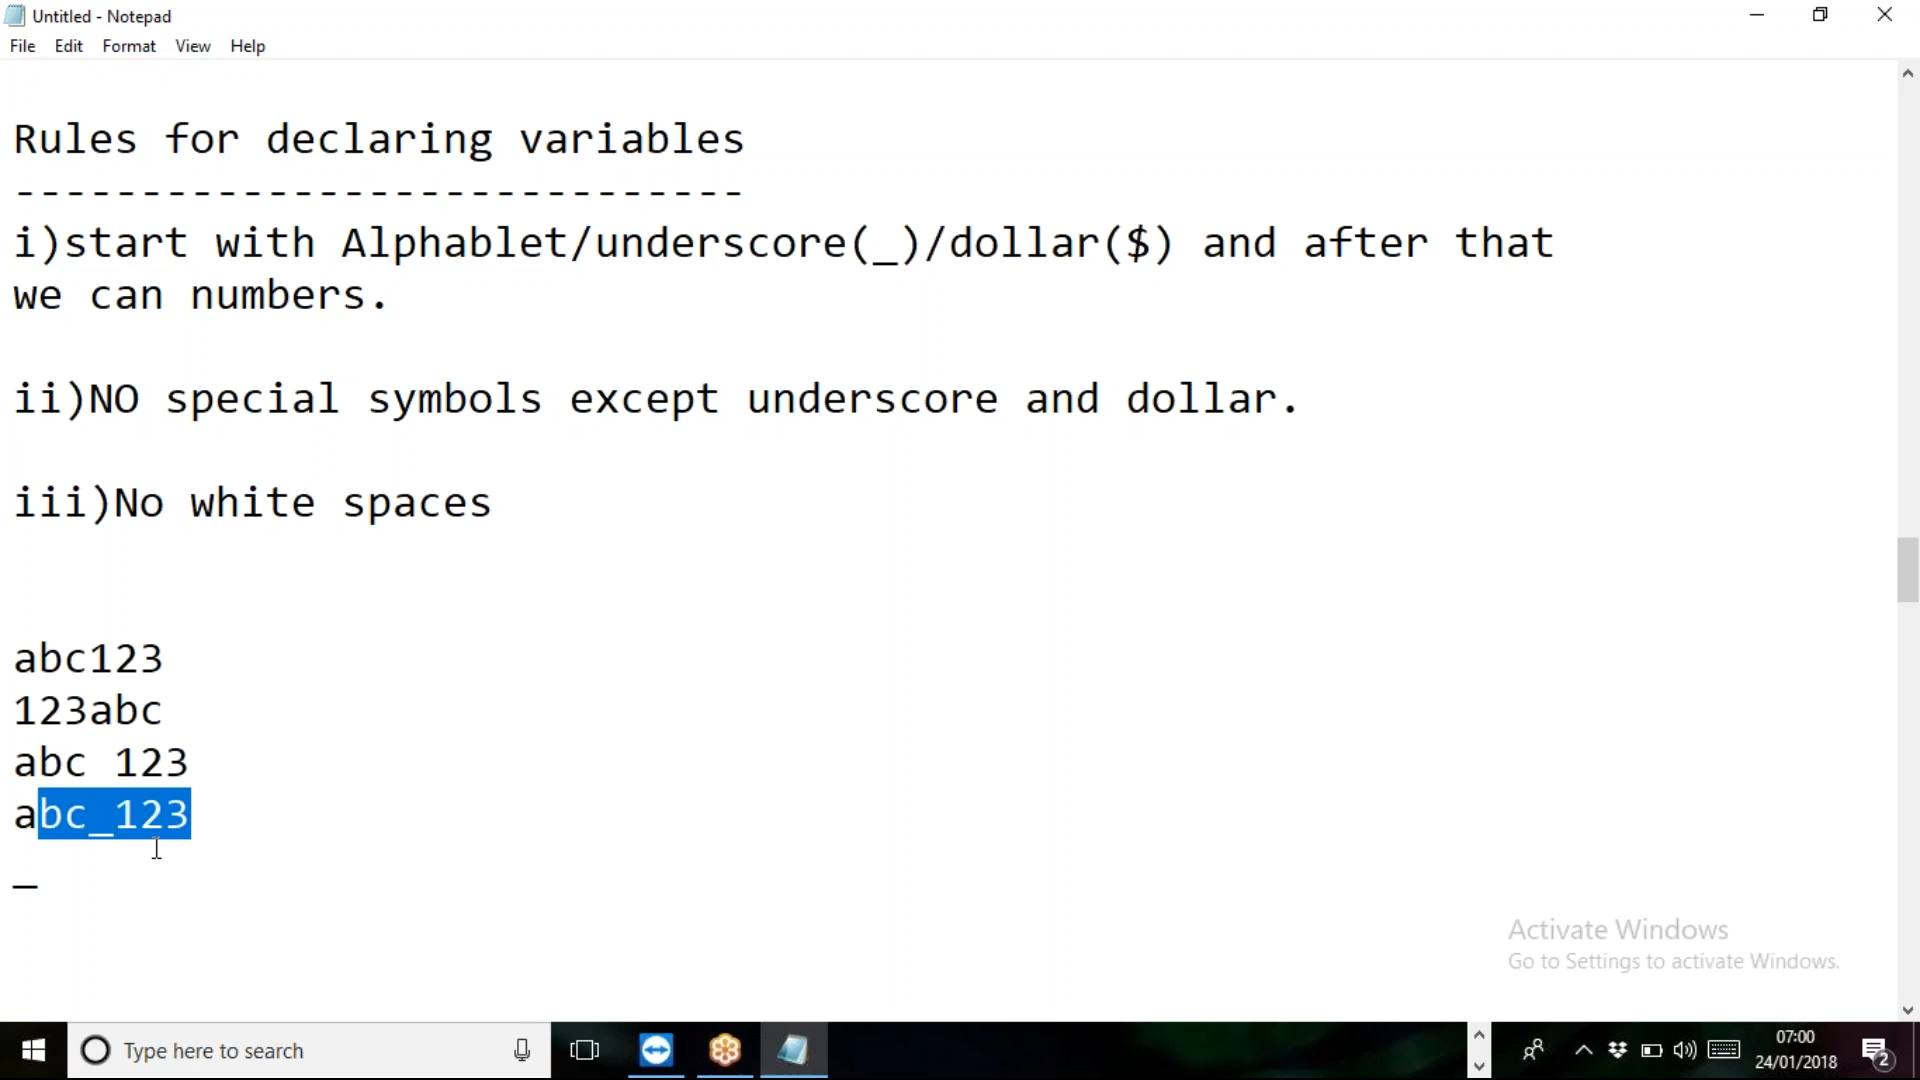 Untitled - Notepad
File Edit Format View Help
Rules for declaring variables
-----------------------------
i)start with Alphablet/underscore(_)/dollar($) and after that
we can numbers.
ii)NO special symbols except underscore and dollar.
iii)No white spaces
abc123
123abc
abc 123
abc_123
_
Activate Windows
Go to Settings to activate Windows.
Type here to search
07:00
24/01/2018
2